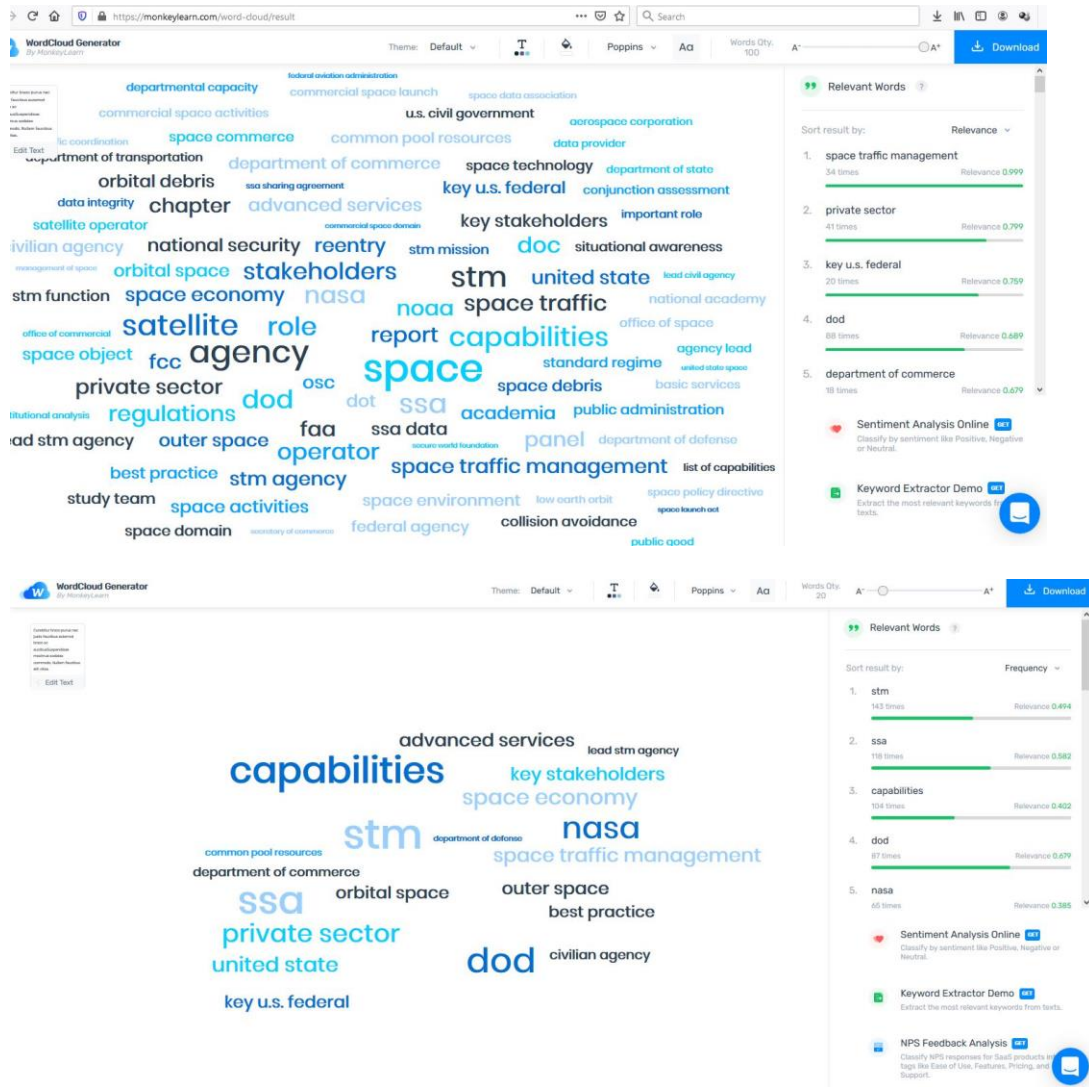 https://monkeylearn.com/word-cloud/result
Search
WordCloud Generator
By MonkeyLearn
Theme: Default
Poppins
Aa
Words Qty.
100
A-
A+
Download
federal aviation administration
departmental capacity
commercial space launch
space data association
commercial space activities
u.s. civil government
aerospace corporation
coordination
space commerce
common pool resources
data provider
Edit Text
department of transportation
department of commerce
space technology
department of state
orbital debris
ssa sharing agreement
key u.s. federal
conjunction assessment
data integrity
chapter
advanced services
key stakeholders
important role
satellite operator
commercial space domain
civilian agency
national security
reentry
stm mission
doc
situational awareness
management of space
orbital space
stakeholders
stm
united state
lead civil agency
stm function
space economy
nasa
noaa
space traffic
national academy
office of commercial
satellite
role
report
capabilities
office of space
space object
fcc
agency
space
standard regime
agency lead
united state space
private sector
osc
space debris
basic services
titutional analysis
regulations
dod
dot
ssa
academia
public administration
ead stm agency
outer space
faa
ssa data
operator
secure world foundation
panel
department of defense
space traffic management
list of capabilities
best practice
stm agency
study team
space activities
space environment
low earth orbit
space policy directive
space launch act
space domain
secretary of commerce
federal agency
collision avoidance
public good
Relevant Words ?
Sort result by: Relevance
1. space traffic management
34 times Relevance 0.999
2. private sector
41 times Relevance 0.799
3. key u.s. federal
20 times Relevance 0.759
4. dod
88 times Relevance 0.689
5. department of commerce
18 times Relevance 0.679
Sentiment Analysis Online GET
Classify by sentiment like Positive, Negative
or Neutral.
Keyword Extractor Demo GET
Extract the most relevant keywords from
texts.
W
WordCloud Generator
By MonkeyLearn
Theme: Default
Poppins
Aa
Words Qty.
20
A-
A+
Download
Edit Text
advanced services
lead stm agency
capabilities
key stakeholders
space economy
stm
department of defense
nasa
common pool resources
space traffic management
department of commerce
ssa
orbital space
outer space
best practice
private sector
united state
dod
civilian agency
key u.s. federal
Relevant Words ?
Sort result by: Frequency
1. stm
143 times Relevance 0.494
2. ssa
118 times Relevance 0.582
3. capabilities
104 times Relevance 0.402
4. dod
87 times Relevance 0.679
5. nasa
65 times Relevance 0.385
Sentiment Analysis Online GET
Classify by sentiment like Positive, Negative or
Neutral.
Keyword Extractor Demo GET
Extract the most relevant keywords from texts.
NPS Feedback Analysis GET
Classify NPS responses for SaaS products
tags like Ease of Use, Features, Pricing, and
Support.